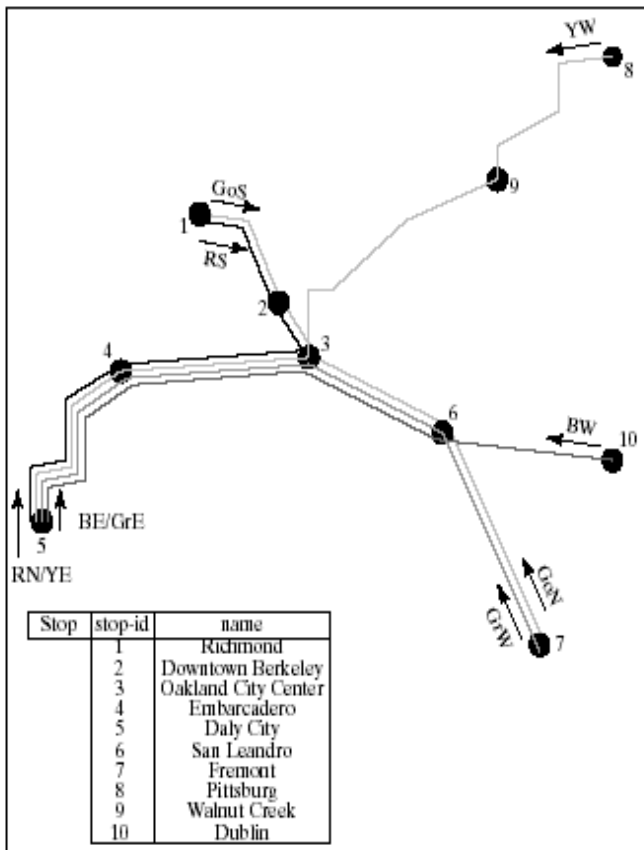 YW
8
9
GoS
1
RS
2
3
4
6
BW
10
BE/GrE
5
RN/YE
GoN
GrW
7
Stop stop-id name
1 Richmond
2 Downtown Berkeley
3 Oakland City Center
4 Embarcadero
5 Daly City
6 San Leandro
7 Fremont
8 Pittsburg
9 Walnut Creek
10 Dublin